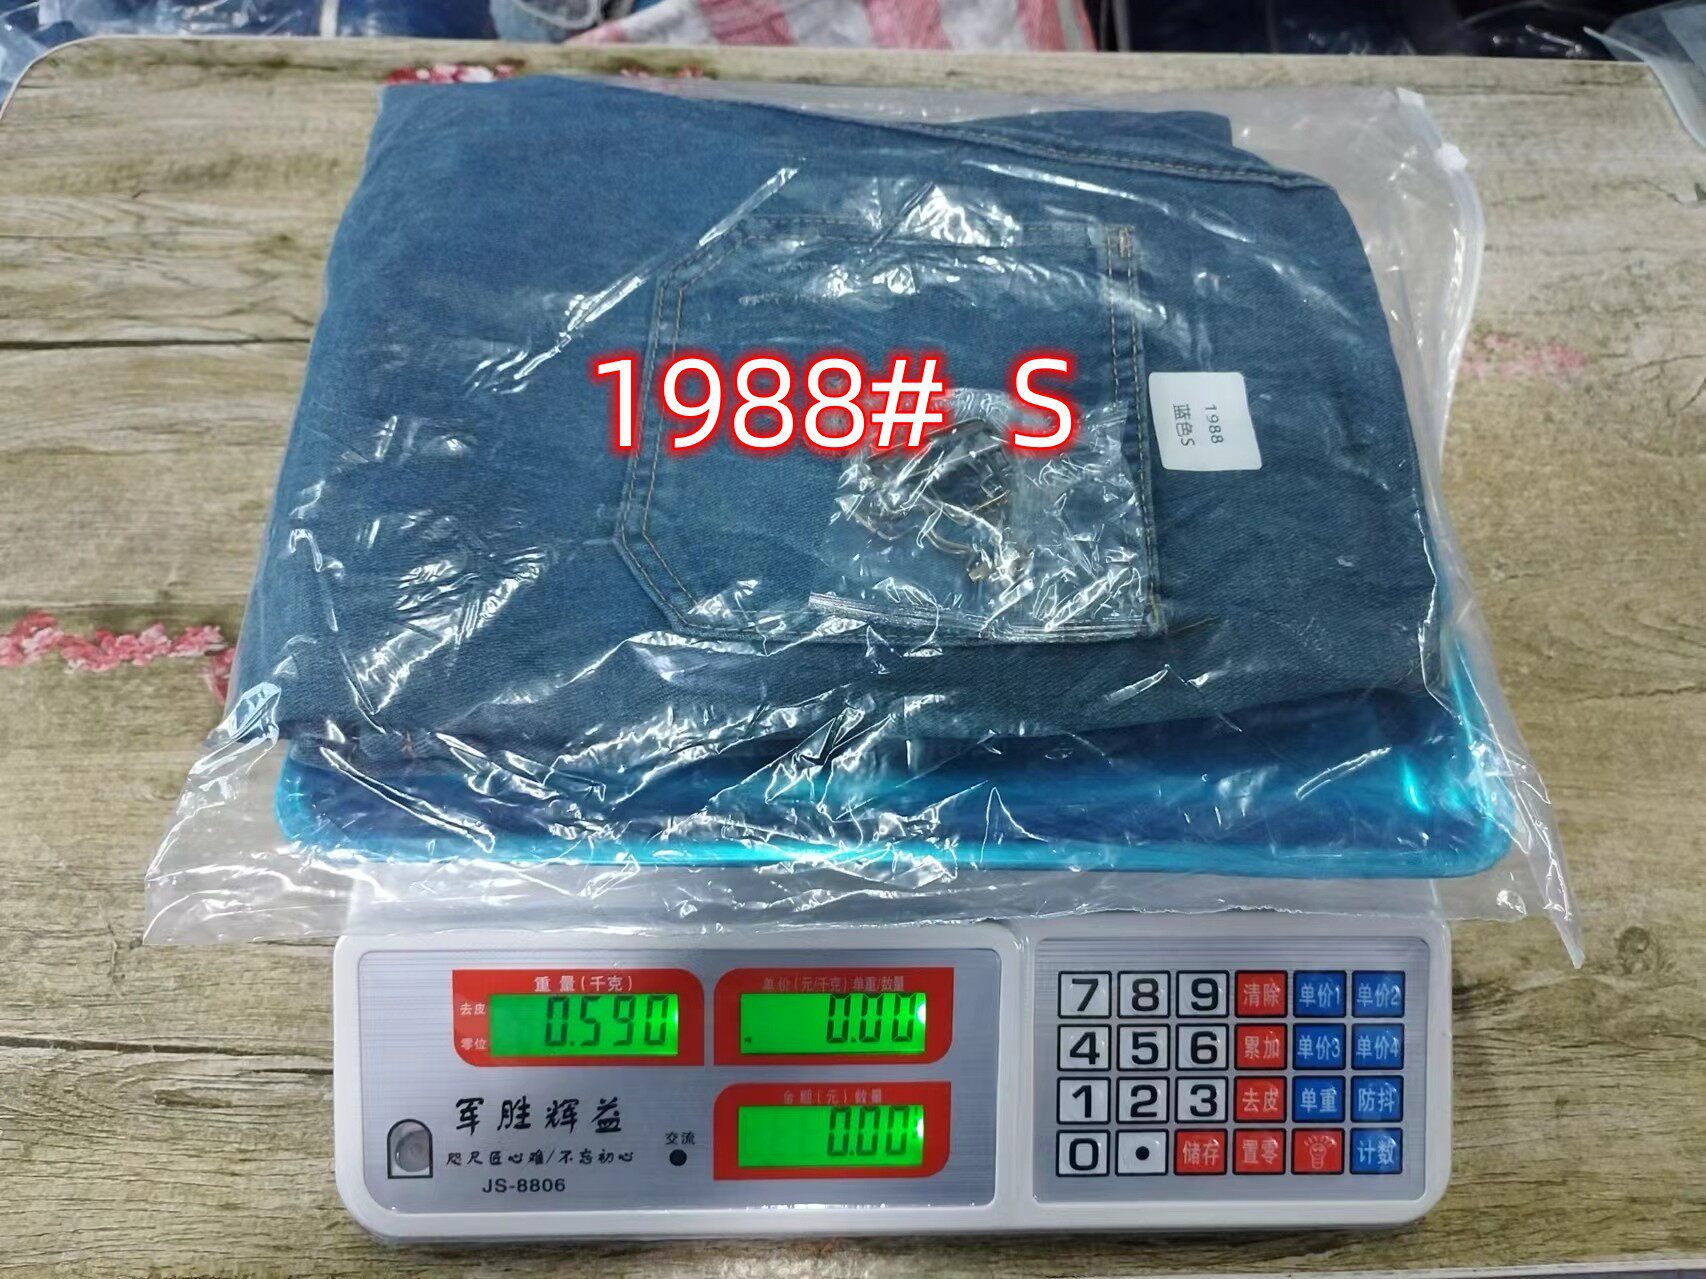 1988# S
1988
蓝色S
重量(千克)
去皮
零位
0.590
单价(元/千克)单重/数量
0.00
金额(元)数量
0.00
军胜辉益
咫尺匠心难/不忘初心
JS-8806
交流
7 8 9 清除 单价1 单价2
4 5 6 累加 单价3 单价4
1 2 3 去皮 单重 防抖
0 • 储存 置零 计数